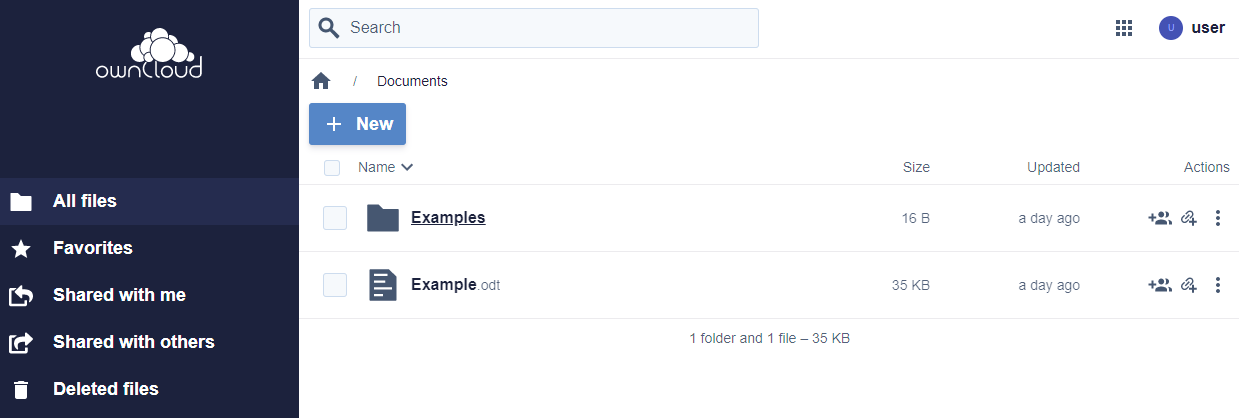 ownCloud
Search
U user
/ Documents
+ New
Name Size Updated Actions
All files
Examples 16 B a day ago
Favorites
Example.odt 35 KB a day ago
Shared with me
Shared with others
1 folder and 1 file – 35 KB
Deleted files